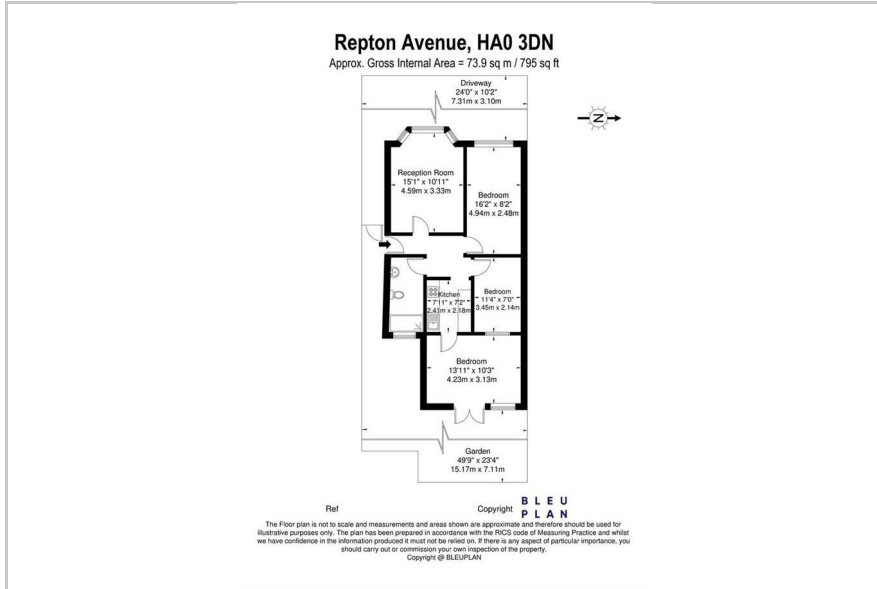 Repton Avenue, HA0 3DN
Approx. Gross Internal Area = 73.9 sq m / 795 sq ft
Driveway
24'0" x 10'2"
7.31m x 3.10m
N
Reception Room
15'1" x 10'11"
4.59m x 3.33m
Bedroom
16'2" x 8'2"
4.94m x 2.48m
Kitchen
7'11" x 7'2"
2.41m x 2.18m
Bedroom
11'4" x 7'0"
3.45m x 2.14m
Bedroom
13'11" x 10'3"
4.23m x 3.13m
Garden
49'9" x 23'4"
15.17m x 7.11m
Ref
Copyright
BLEU
PLAN
The Floor plan is not to scale and measurements and areas shown are approximate and therefore should be used for
illustrative purposes only. The plan has been prepared in accordance with the RICS code of Measuring Practice and whilst
we have confidence in the information produced it must not be relied on. If there is any aspect of particular importance, you
should carry out or commission your own inspection of the property.
Copyright @ BLEUPLAN